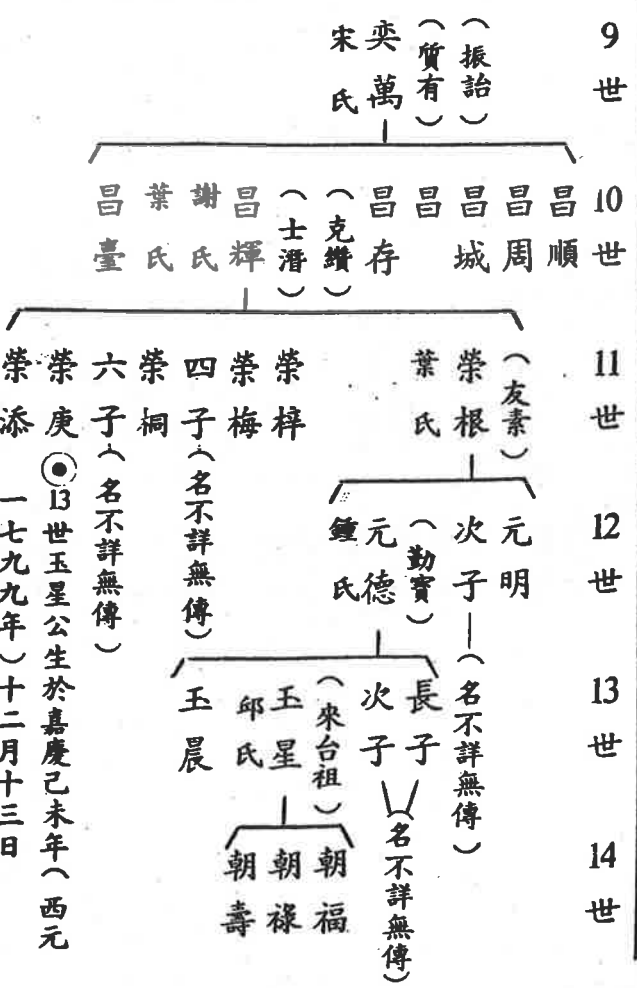 9世
（振詒）
（質有）
奕萬
宋氏
10世
昌順
昌周
昌城
昌
昌存
（克纘）
（士潛）
昌輝
謝氏
葉氏
昌臺
11世
（友素）
榮根
葉氏
榮梓
榮梅
四子（名不詳無傳）
榮桐
六子（名不詳無傳）
榮庚
榮添
12世
元明
次子（名不詳無傳）
（勤寶）
元德
鍾氏
13世
長子
次子
（名不詳無傳）
（來台祖）
玉星
邱氏
玉晨
14世
朝福
朝祿
朝壽
13世玉星公生於嘉慶己未年（西元
一七九九年）十二月十三日